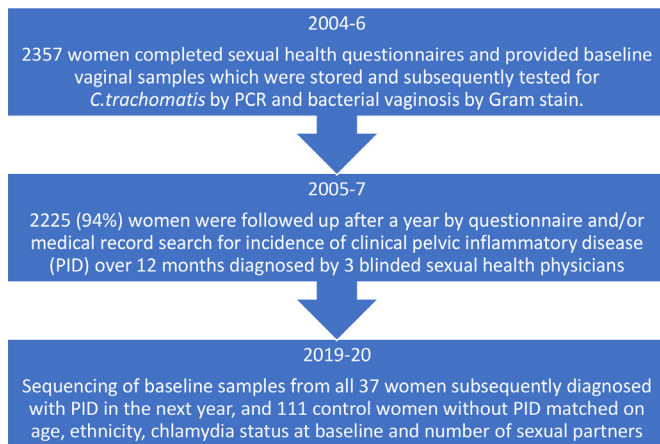 2004-6
2357 women completed sexual health questionnaires and provided baseline
vaginal samples which were stored and subsequently tested for
C.trachomatis by PCR and bacterial vaginosis by Gram stain.
2005-7
2225 (94%) women were followed up after a year by questionnaire and/or
medical record search for incidence of clinical pelvic inflammatory disease
(PID) over 12 months diagnosed by 3 blinded sexual health physicians
2019-20
Sequencing of baseline samples from all 37 women subsequently diagnosed
with PID in the next year, and 111 control women without PID matched on
age, ethnicity, chlamydia status at baseline and number of sexual partners